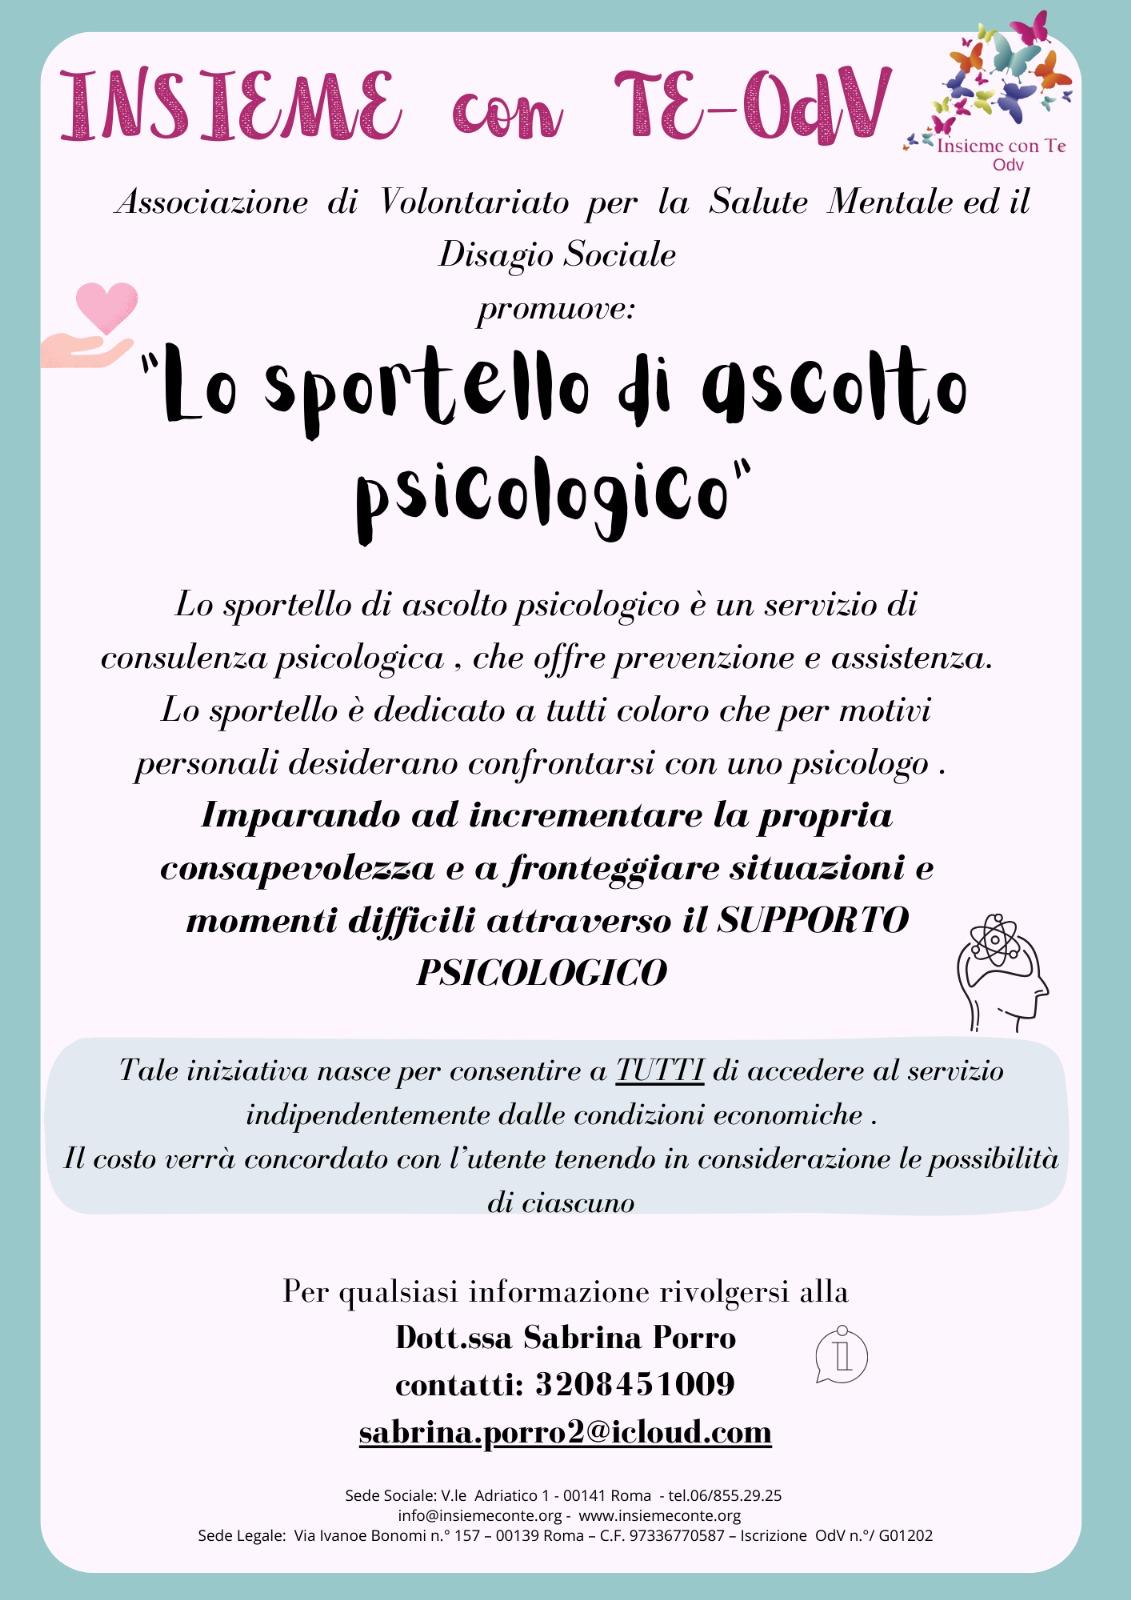 INSIEME con TE-OdV
Insieme con Te
Odv
Associazione di Volontariato per la Salute Mentale ed il
Disagio Sociale
promuove:
"Lo sportello di ascolto
psicologico"
Lo sportello di ascolto psicologico è un servizio di
consulenza psicologica , che offre prevenzione e assistenza.
Lo sportello è dedicato a tutti coloro che per motivi
personali desiderano confrontarsi con uno psicologo .
Imparando ad incrementare la propria
consapevolezza e a fronteggiare situazioni e
momenti difficili attraverso il SUPPORTO
PSICOLOGICO
Tale iniziativa nasce per consentire a TUTTI di accedere al servizio
indipendentemente dalle condizioni economiche .
Il costo verrà concordato con l'utente tenendo in considerazione le possibilità
di ciascuno
Per qualsiasi informazione rivolgersi alla
Dott.ssa Sabrina Porro
contatti: 3208451009
sabrina.porro2@icloud.com
Sede Sociale: V.le Adriatico 1 - 00141 Roma - tel.06/855.29.25
info@insiemeconte.org - www.insiemeconte.org
Sede Legale: Via Ivanoe Bonomi n.° 157 – 00139 Roma – C.F. 97336770587 – Iscrizione OdV n.°/ G01202